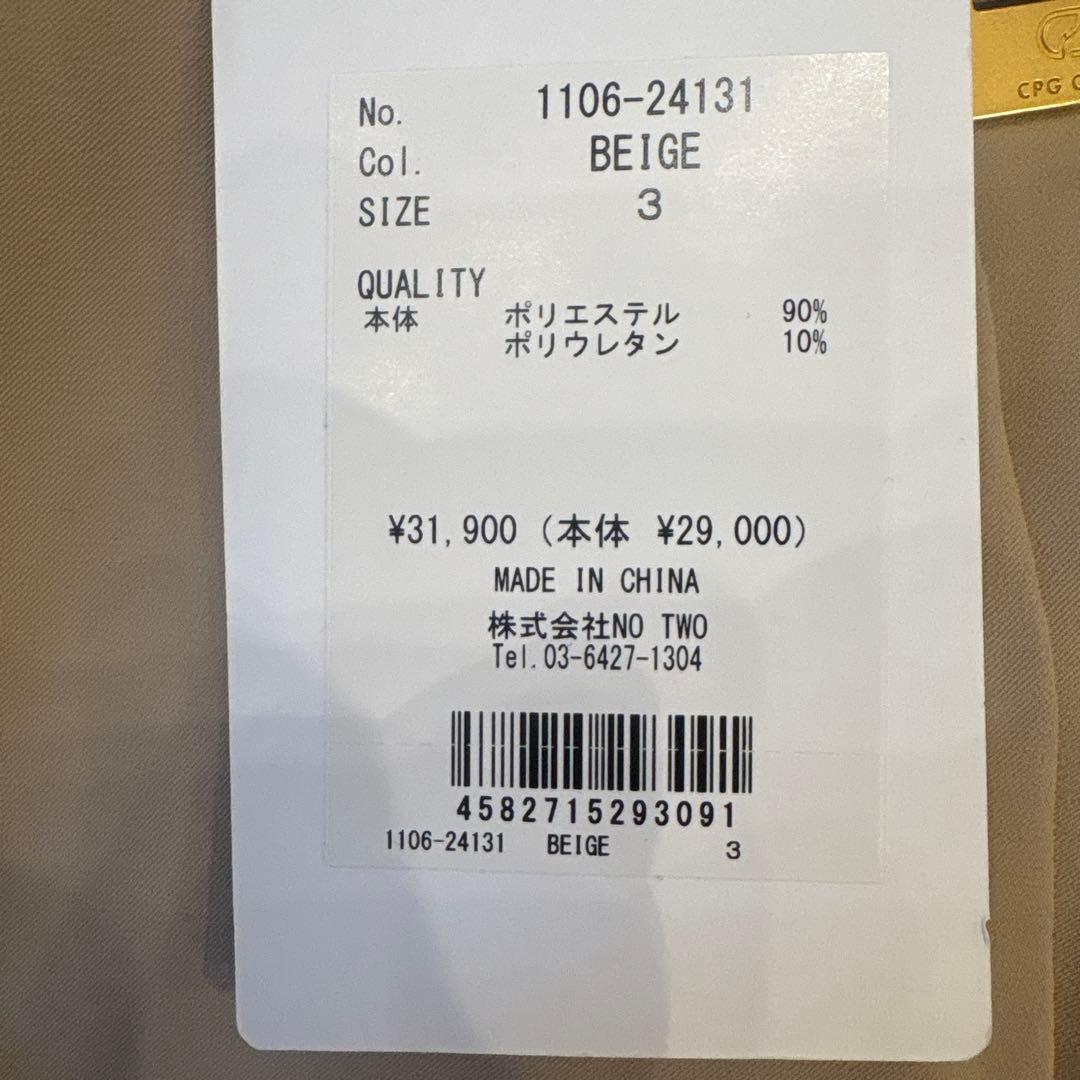 No. 1106-24131
Col. BEIGE
SIZE 3
QUALITY
本体 ポリエステル 90%
ポリウレタン 10%
¥31,900 (本体 ¥29,000)
MADE IN CHINA
株式会社NO TWO
Tel.03-6427-1304
4582715293091
1106-24131 BEIGE 3
CPG